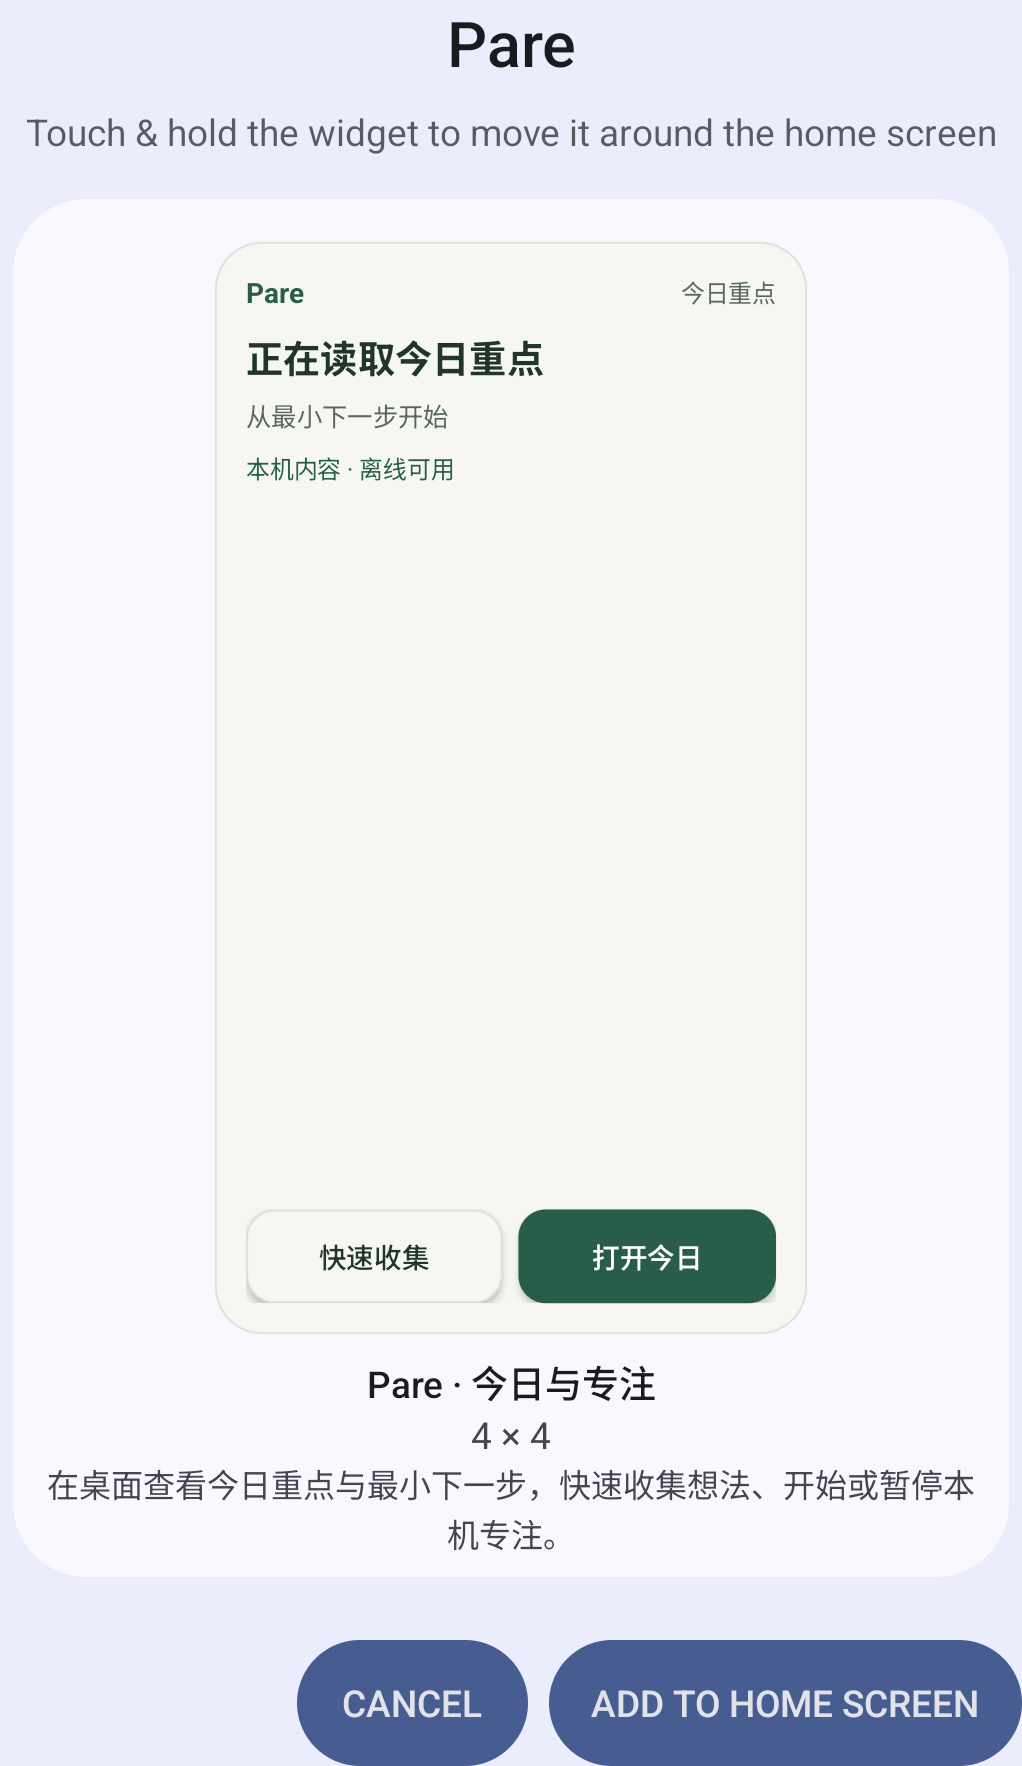 Pare
Touch & hold the widget to move it around the home screen
Pare 今日重点
正在读取今日重点
从最小下一步开始
本机内容 · 离线可用
快速收集 打开今日
Pare · 今日与专注
4 × 4
在桌面查看今日重点与最小下一步，快速收集想法、开始或暂停本
机专注。
CANCEL ADD TO HOME SCREEN